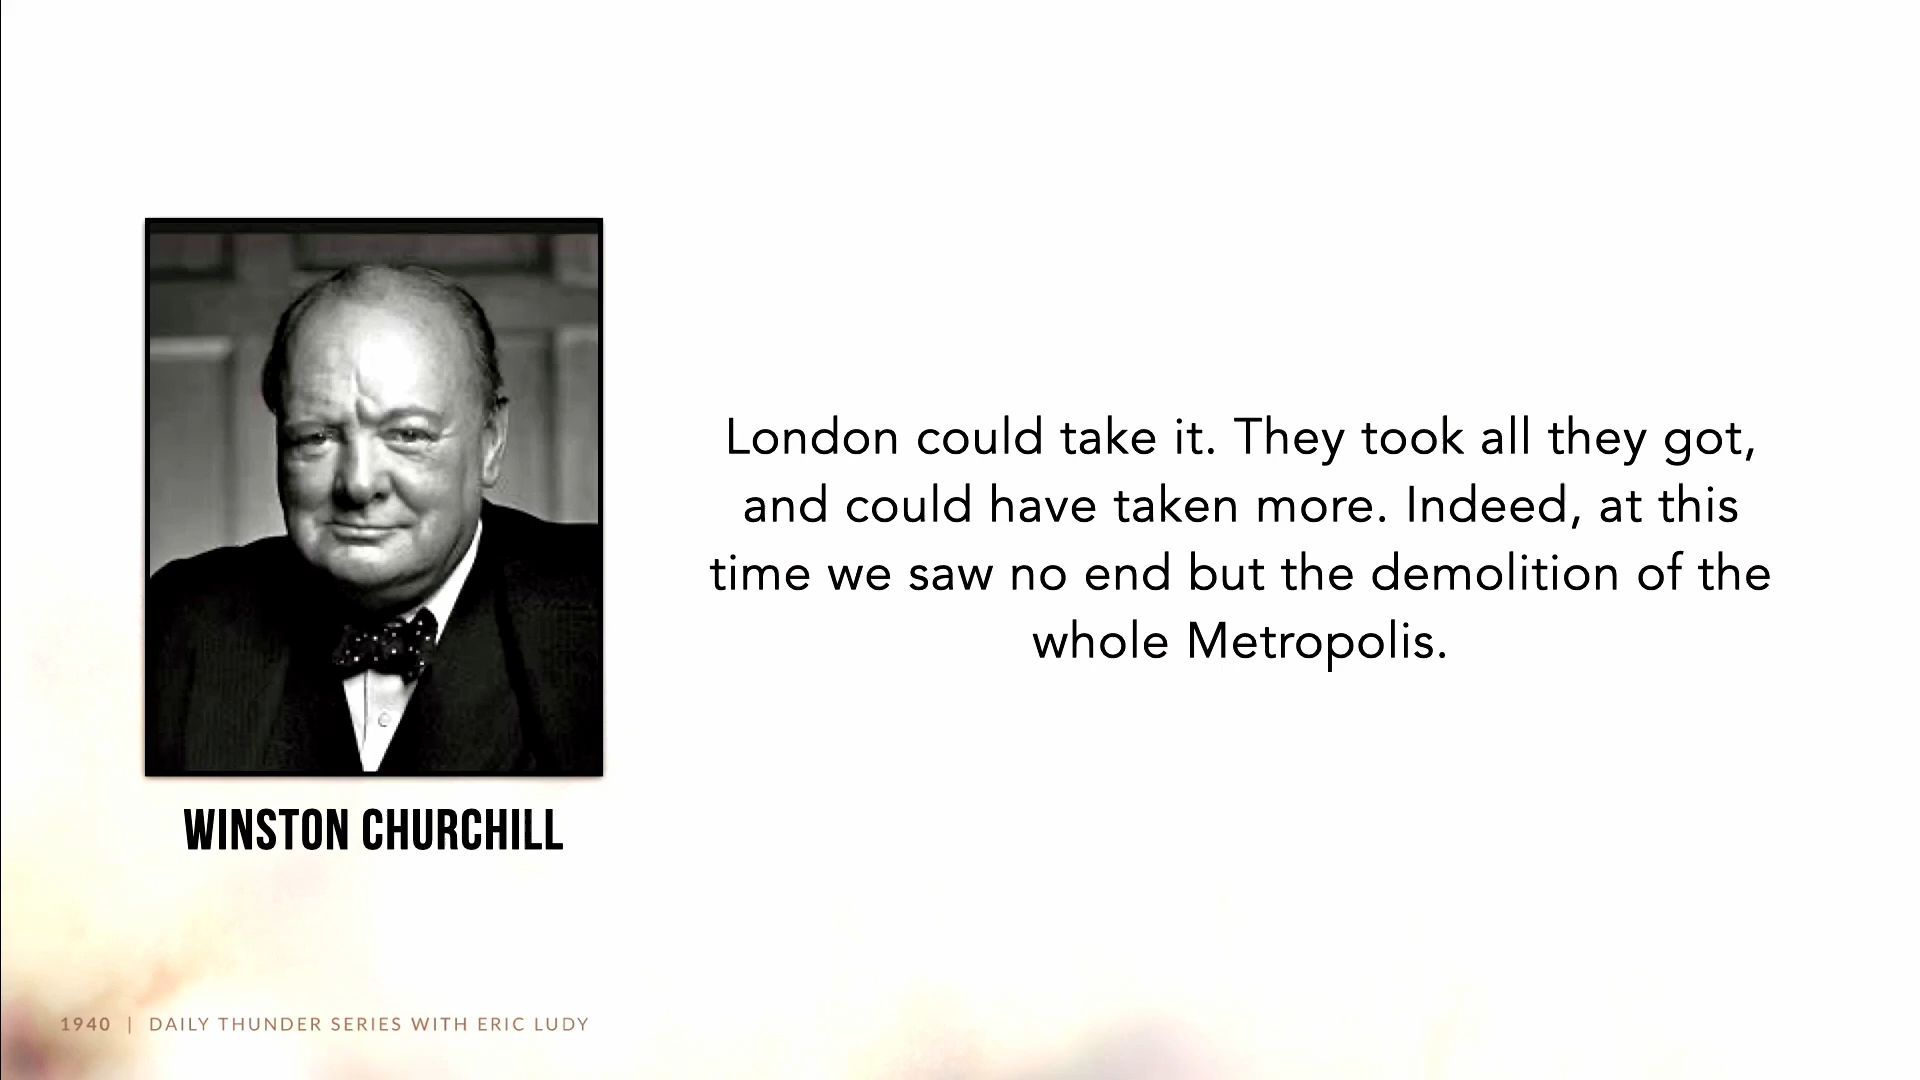 London could take it. They took all they got,
and could have taken more. Indeed, at this
time we saw no end but the demolition of the
whole Metropolis.
WINSTON CHURCHILL
1940 | DAILY THUNDER SERIES WITH ERIC LUDY